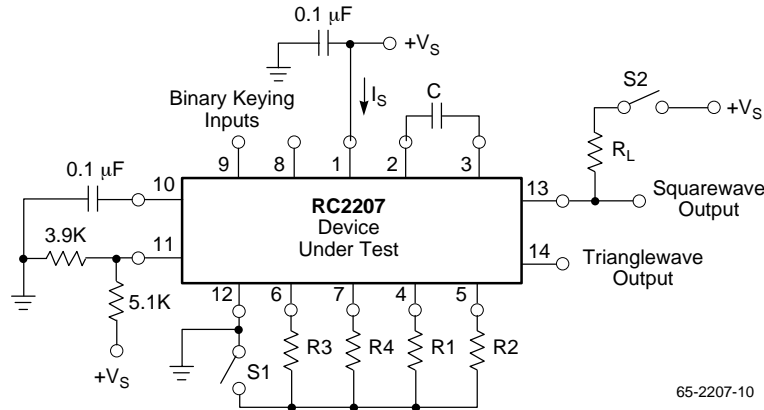 0.1 µF
+VS
IS
C
S2
+VS
RL
Binary Keying
Inputs
9
8
1
2
3
0.1 µF
10
RC2207
Device
Under Test
13
Squarewave
Output
3.9K
11
14
Trianglewave
Output
5.1K
12
6
7
4
5
S1
R3
R4
R1
R2
+VS
65-2207-10